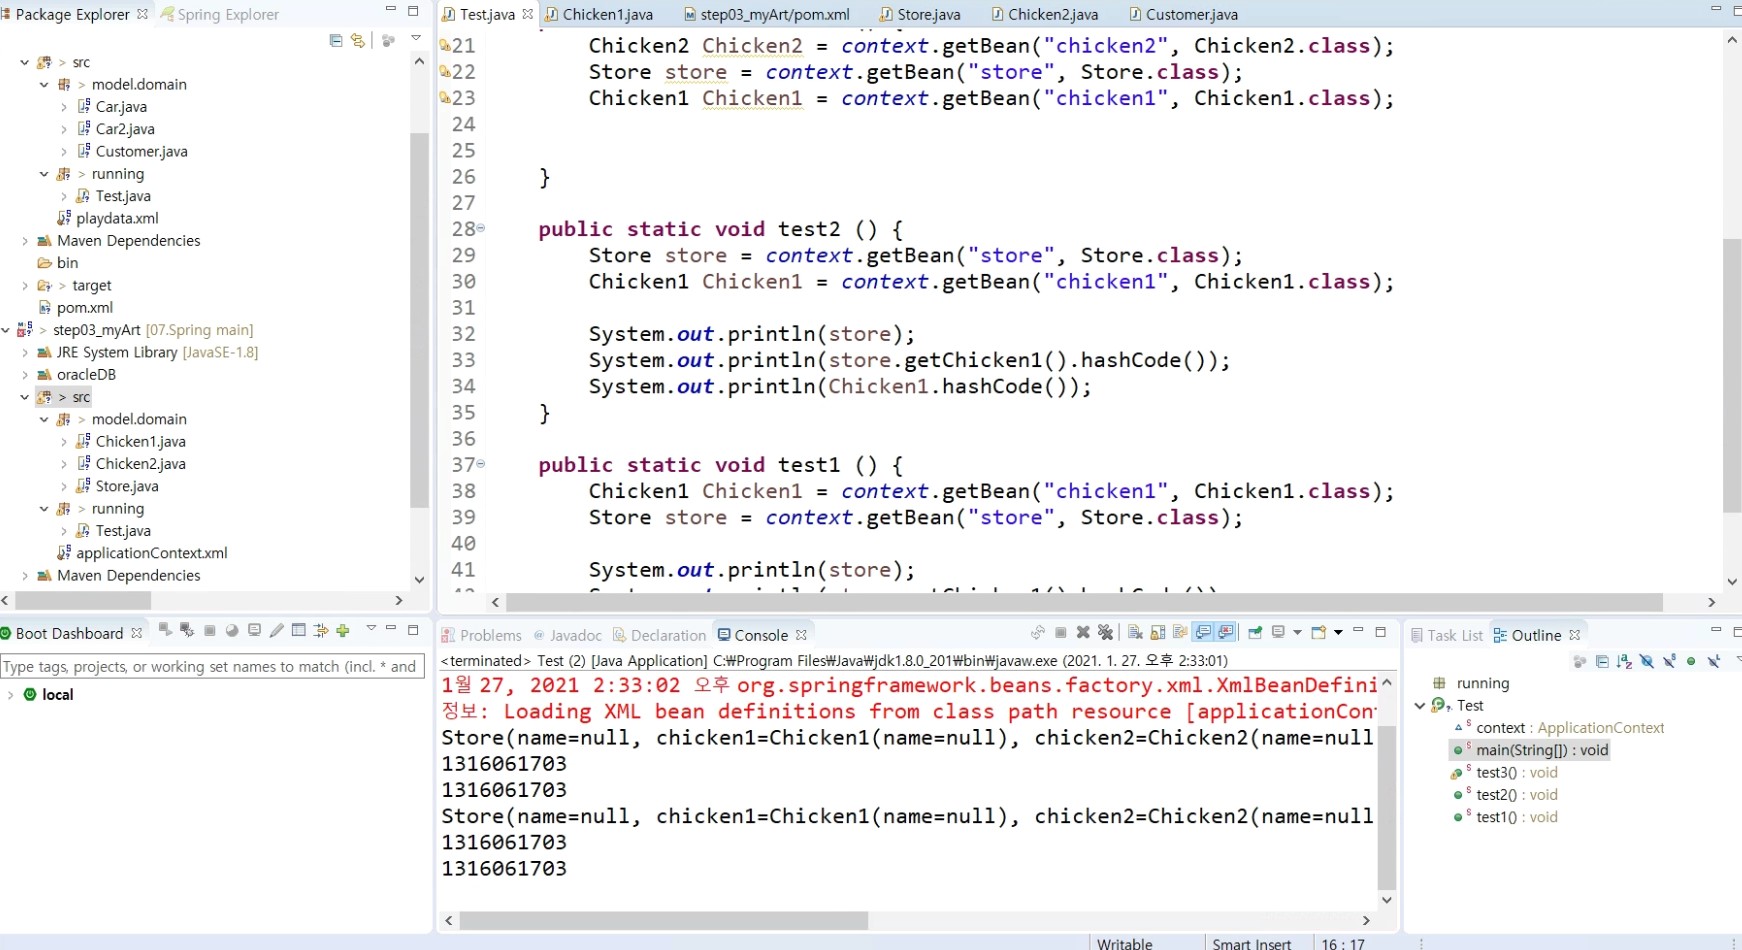 Package Explorer
Spring Explorer
> src
> model.domain
Car.java
Car2.java
Customer.java
> running
Test.java
playdata.xml
Maven Dependencies
bin
> target
pom.xml
> step03_myArt [07.Spring main]
JRE System Library [JavaSE-1.8]
oracleDB
> src
> model.domain
Chicken1.java
Chicken2.java
Store.java
> running
Test.java
applicationContext.xml
Maven Dependencies
Test.java
Chicken1.java
step03_myArt/pom.xml
Store.java
Chicken2.java
Customer.java
21 Chicken2 Chicken2 = context.getBean("chicken2", Chicken2.class);
22 Store store = context.getBean("store", Store.class);
23 Chicken1 Chicken1 = context.getBean("chicken1", Chicken1.class);
24
25
26 }
27
28 public static void test2 () {
29 Store store = context.getBean("store", Store.class);
30 Chicken1 Chicken1 = context.getBean("chicken1", Chicken1.class);
31
32 System.out.println(store);
33 System.out.println(store.getChicken1().hashCode());
34 System.out.println(Chicken1.hashCode());
35 }
36
37 public static void test1 () {
38 Chicken1 Chicken1 = context.getBean("chicken1", Chicken1.class);
39 Store store = context.getBean("store", Store.class);
40
41 System.out.println(store);
Boot Dashboard
Type tags, projects, or working set names to match (incl. * and
local
Problems
@ Javadoc
Declaration
Console
<terminated> Test (2) [Java Application] C:₩Program Files₩Java₩jdk1.8.0_201₩bin₩javaw.exe (2021. 1. 27. 오후 2:33:01)
1월 27, 2021 2:33:02 오후 org.springframework.beans.factory.xml.XmlBeanDefini
정보: Loading XML bean definitions from class path resource [applicationCon
Store(name=null, chicken1=Chicken1(name=null), chicken2=Chicken2(name=null
1316061703
1316061703
Store(name=null, chicken1=Chicken1(name=null), chicken2=Chicken2(name=null
1316061703
1316061703
Task List
Outline
running
Test
context : ApplicationContext
main(String[]) : void
test3() : void
test2() : void
test1() : void
Writable
Smart Insert
16 : 17